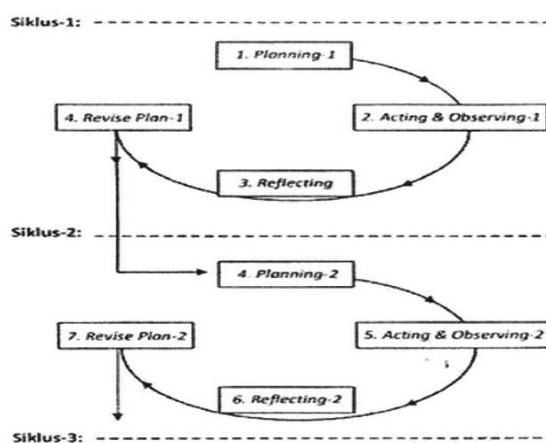 Siklus-1:
1. Planning-1
4. Revise Plan-1
2. Acting & Observing-1
3. Reflecting
Siklus-2:
4. Planning-2
7. Revise Plan-2
5. Acting & Observing-2
6. Reflecting-2
Siklus-3: